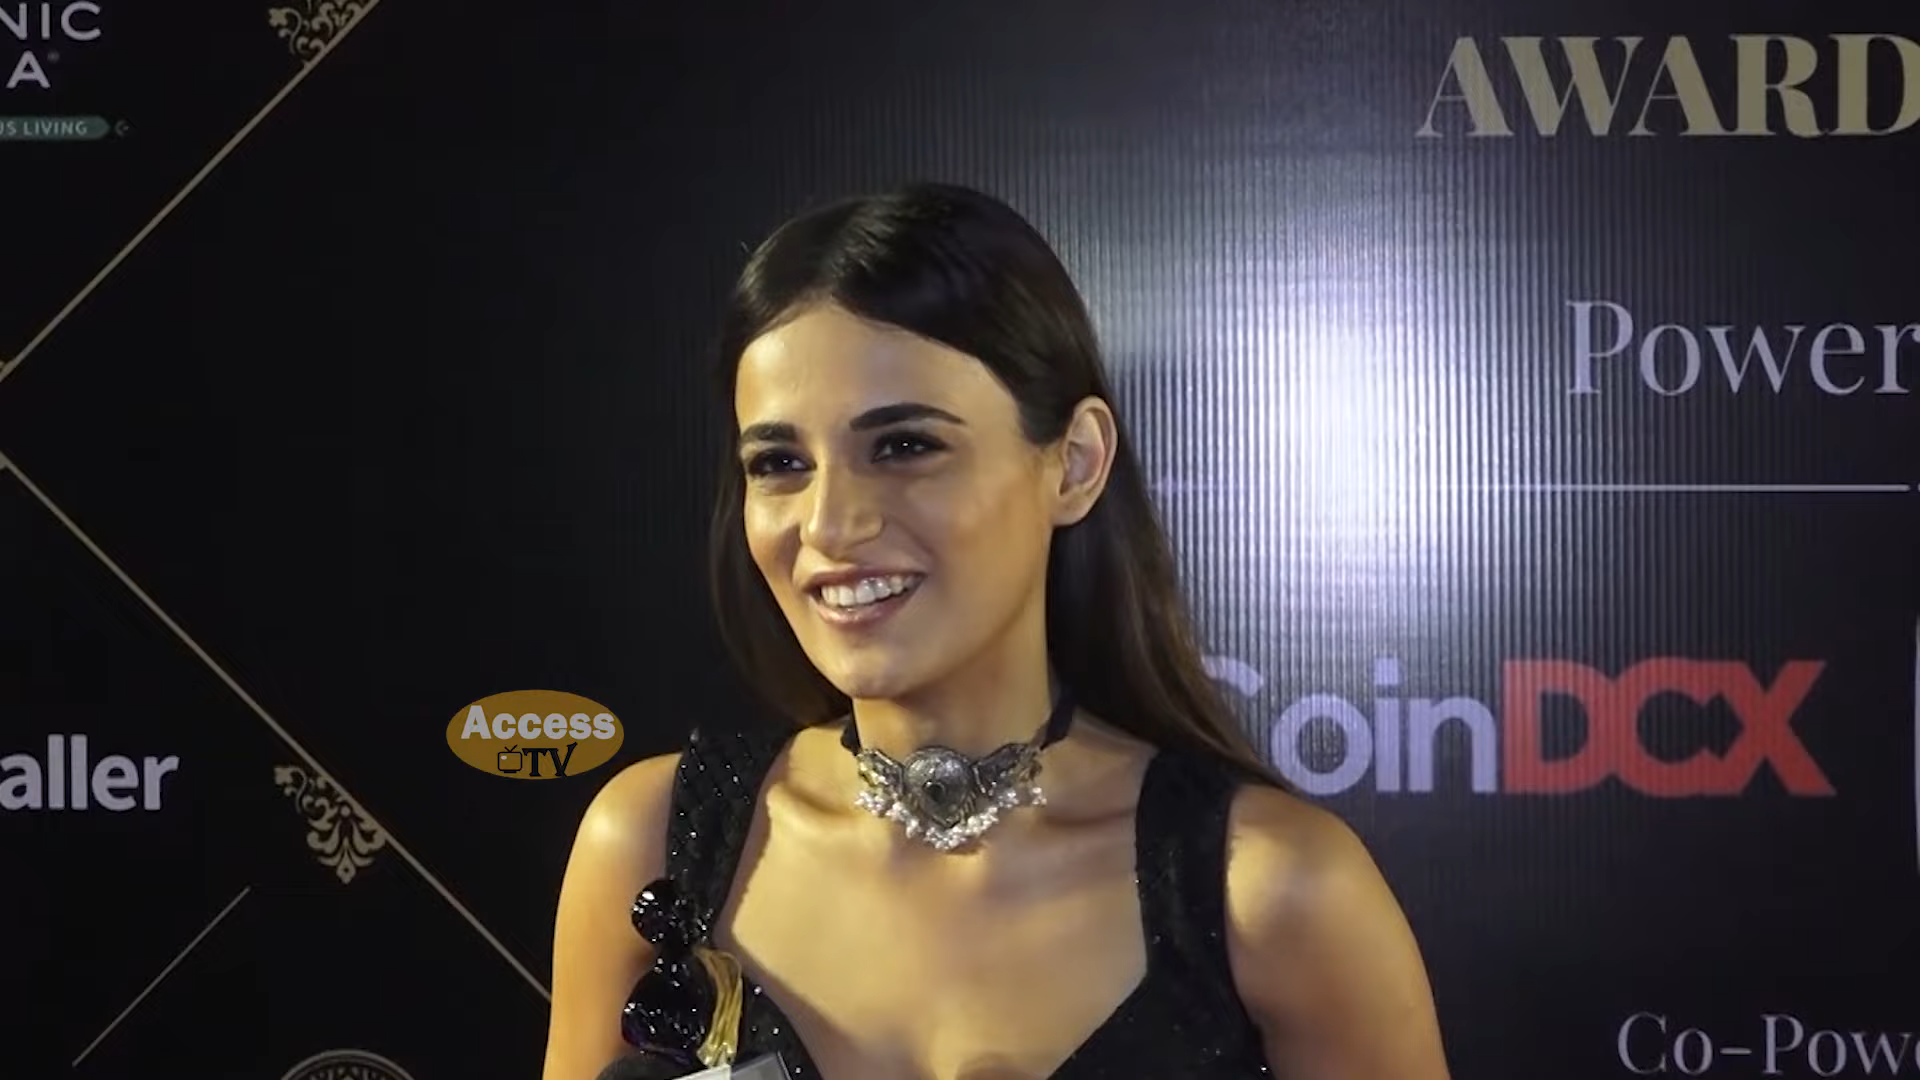 NIC
A
US LIVING
AWARD
Power
Access
TV
CoinDCX
aller
Co-Powe